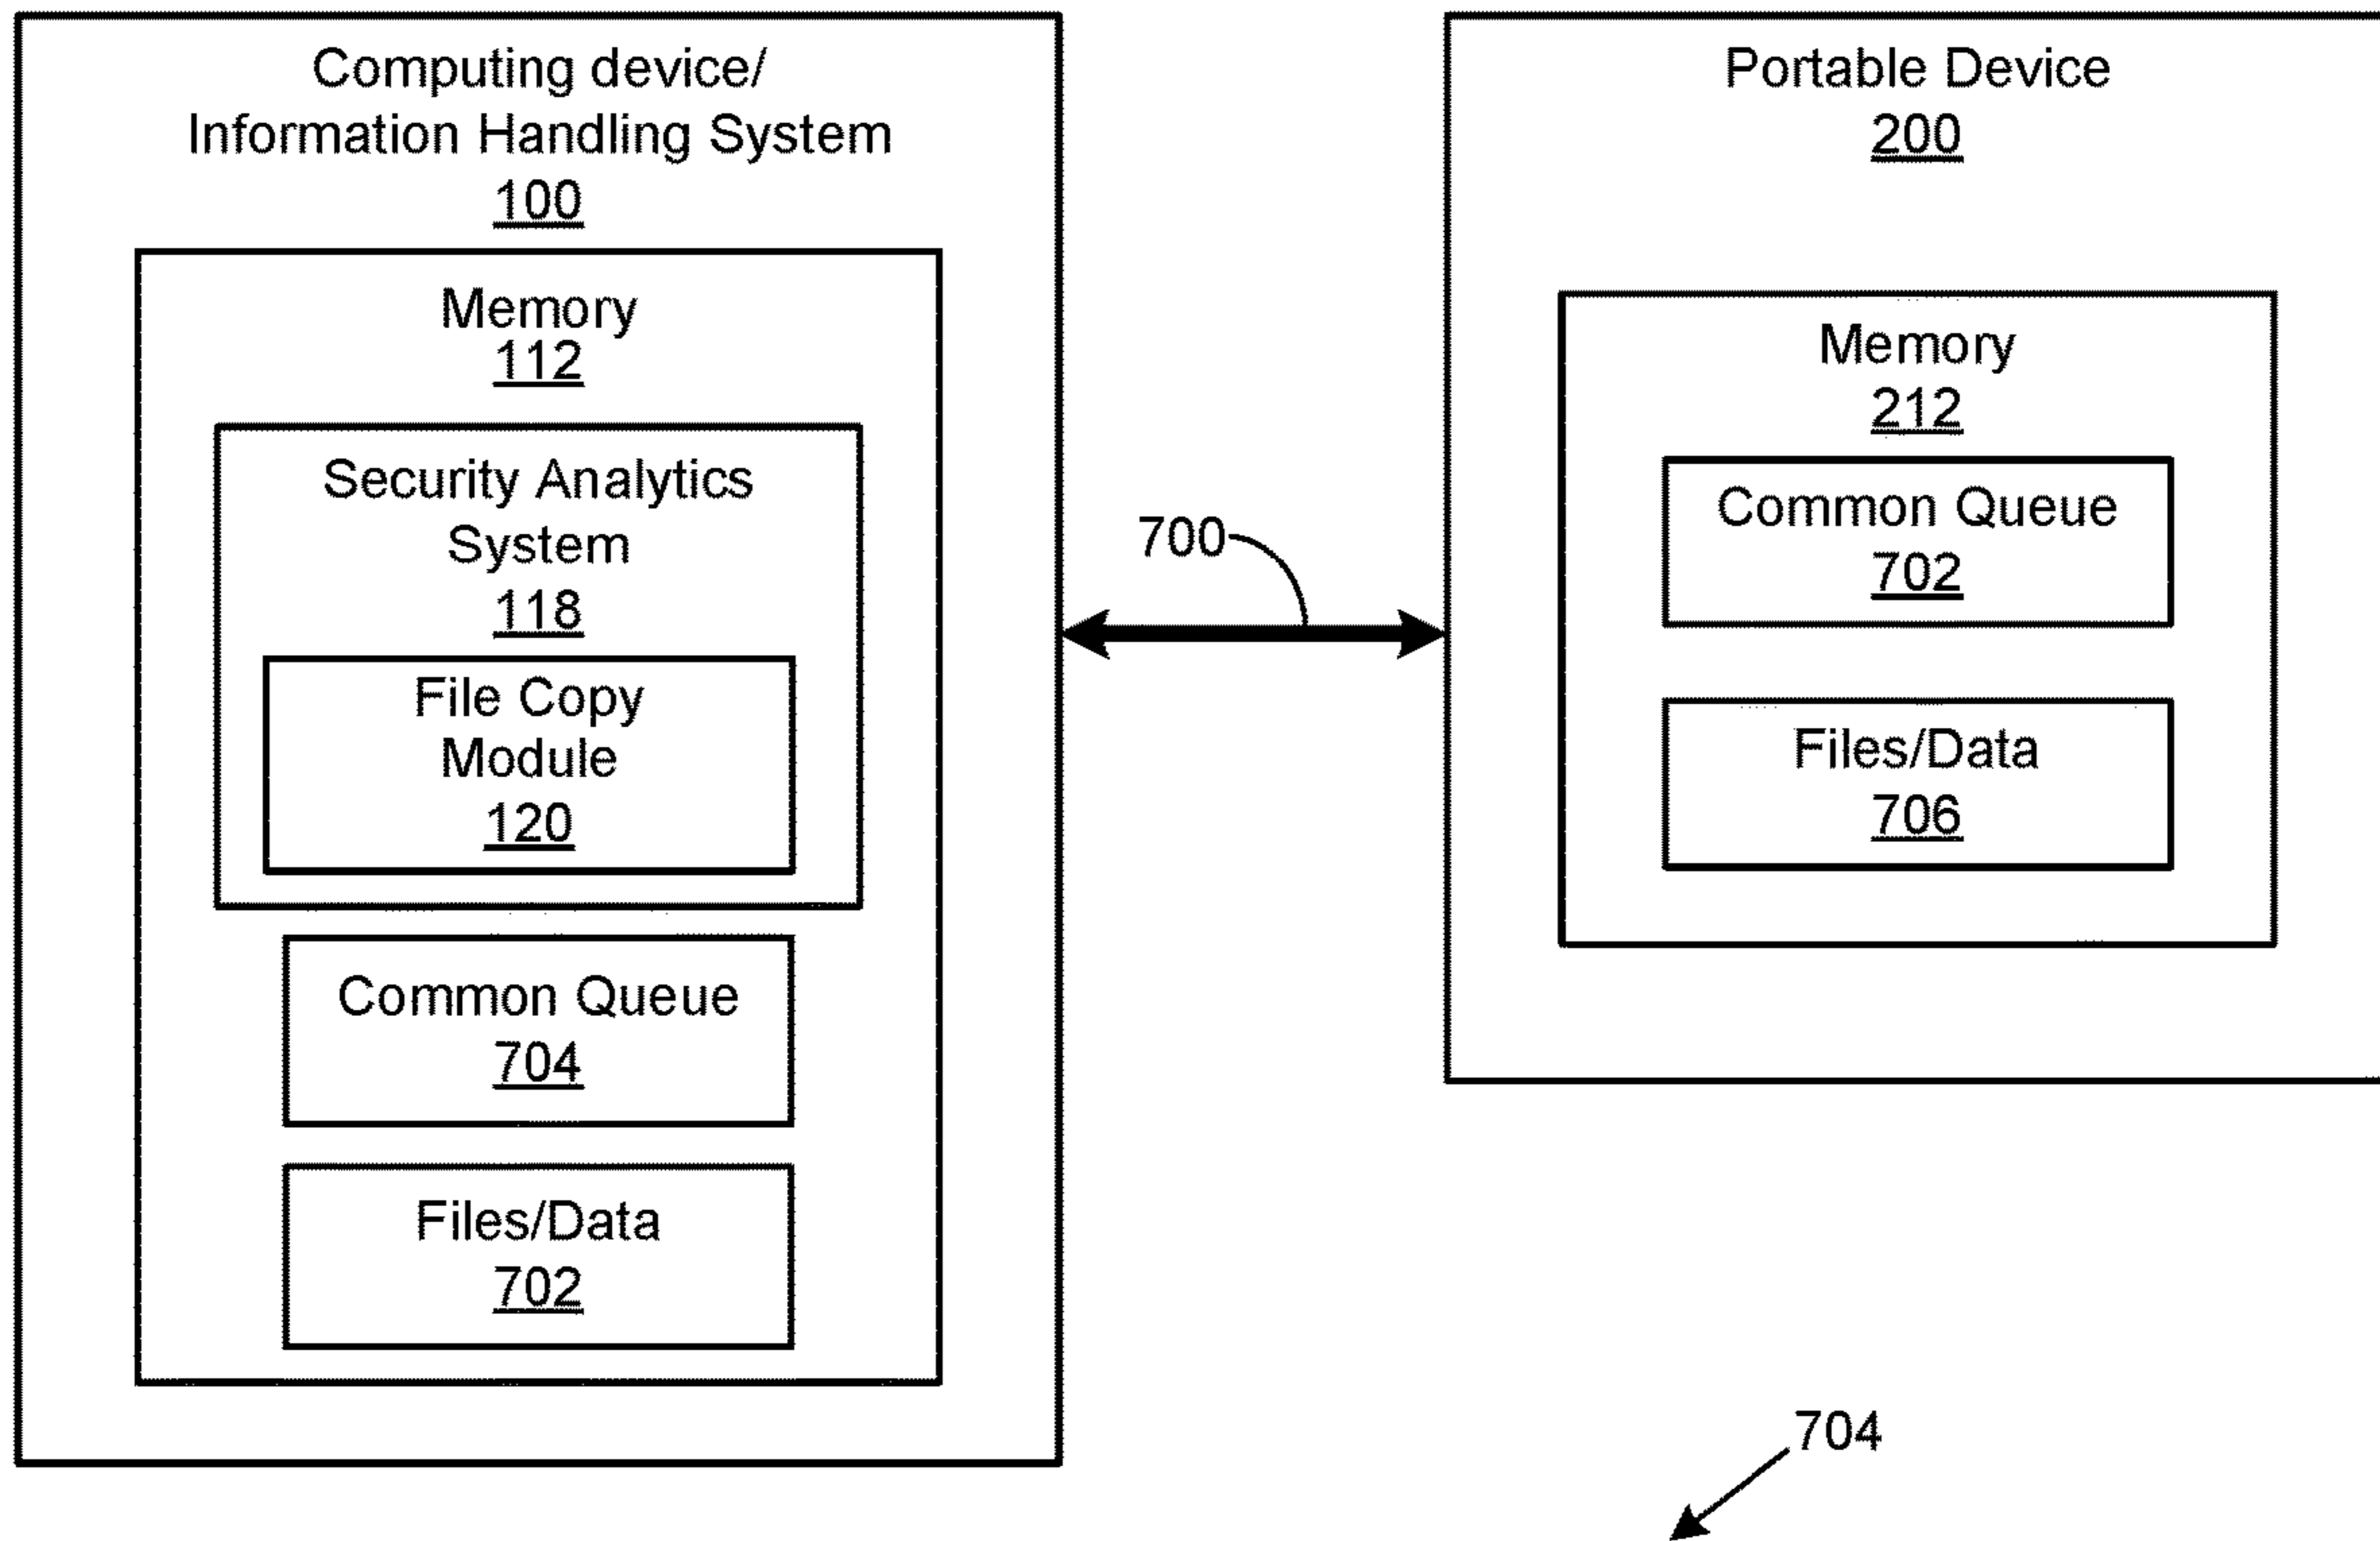 Computing device/
Information Handling System
100
Memory
112
Security Analytics
System
118
File Copy
Module
120
Common Queue
704
Files/Data
702
700
Portable Device
200
Memory
212
Common Queue
702
Files/Data
706
704